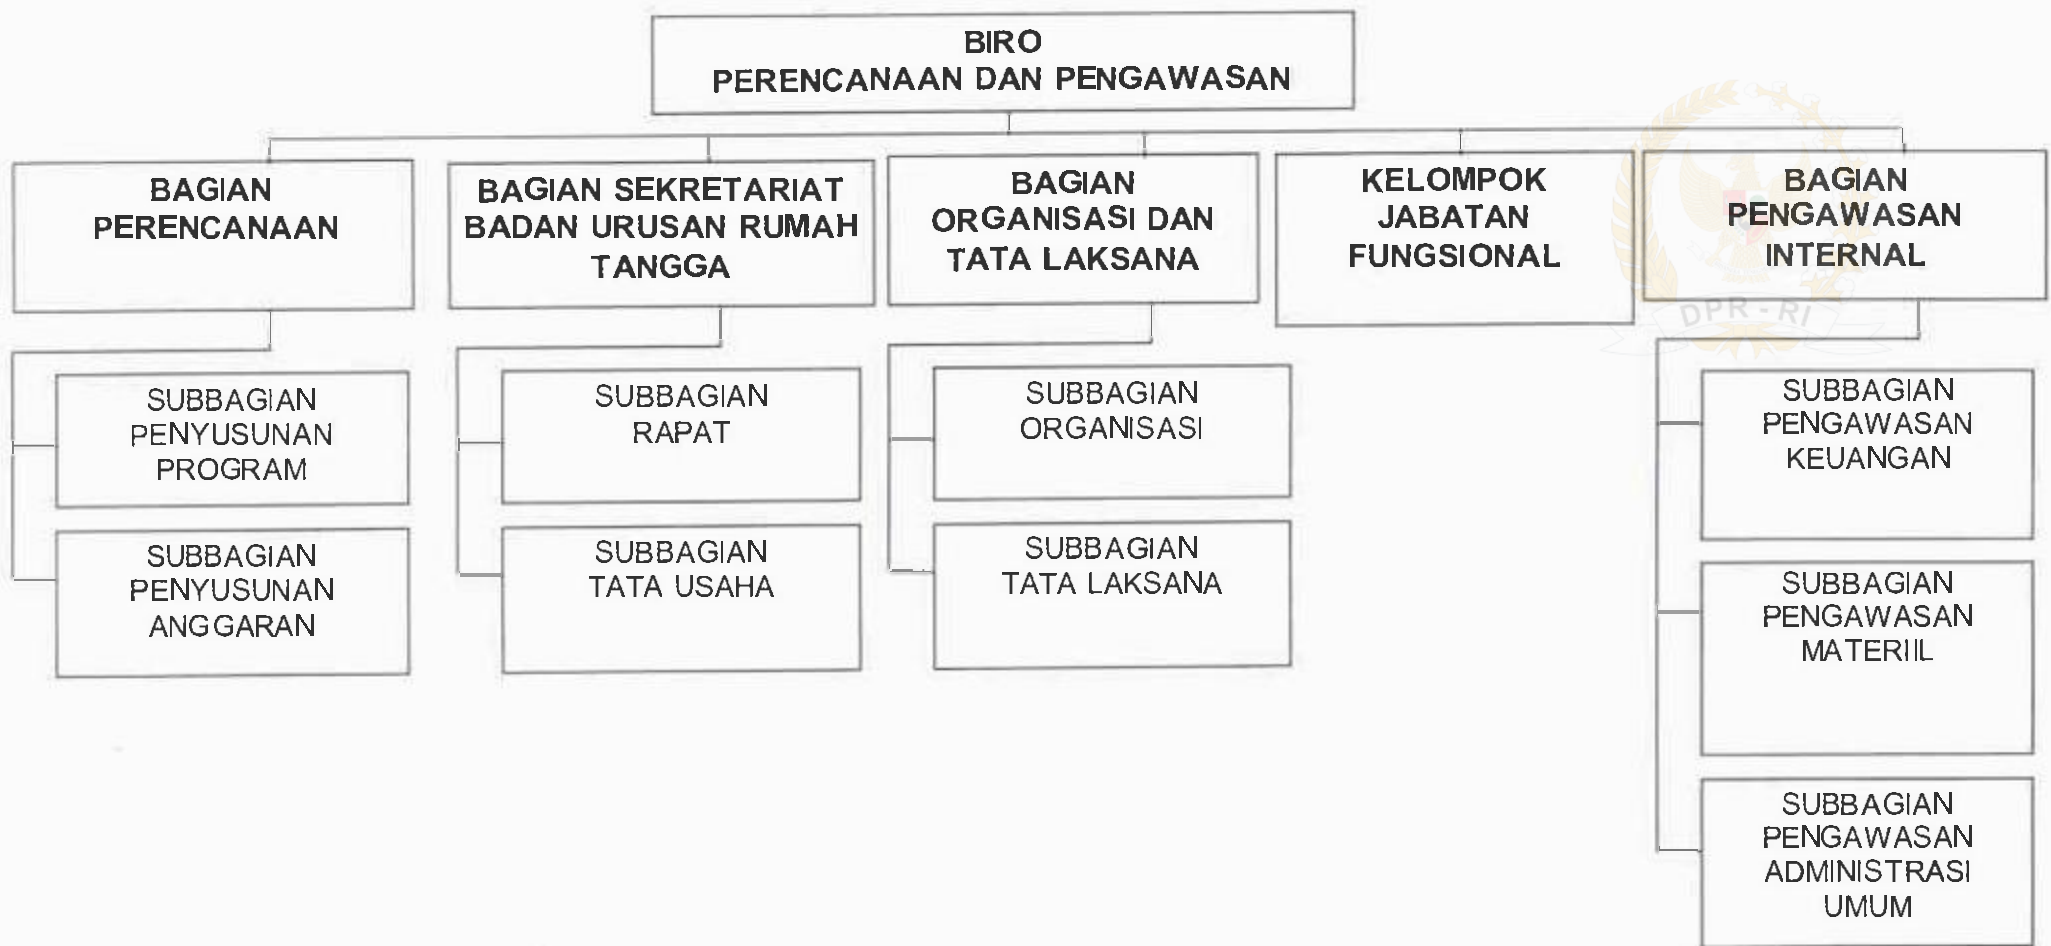 BIRO
PERENCANAAN DAN PENGAWASAN
BAGIAN
PERENCANAAN
BAGIAN SEKRETARIAT
BADAN URUSAN RUMAH
TANGGA
BAGIAN
ORGANISASI DAN
TATA LAKSANA
KELOMPOK
JABATAN
FUNGSIONAL
BAGIAN
PENGAWASAN
INTERNAL
DPR - RI
SUBBAGIAN
PENYUSUNAN
PROGRAM
SUBBAGIAN
PENYUSUNAN
ANGGARAN
SUBBAGIAN
RAPAT
SUBBAGIAN
TATA USAHA
SUBBAGIAN
ORGANISASI
SUBBAGIAN
TATA LAKSANA
SUBBAGIAN
PENGAWASAN
KEUANGAN
SUBBAGIAN
PENGAWASAN
MATERIIL
SUBBAGIAN
PENGAWASAN
ADMINISTRASI
UMUM